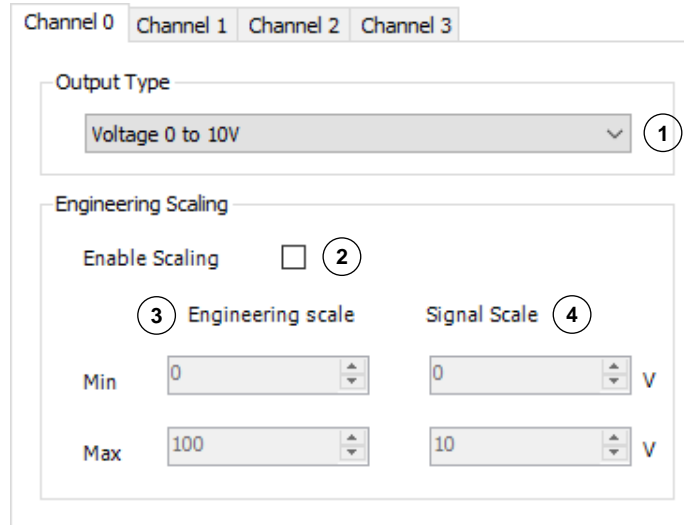 Channel 0 Channel 1 Channel 2 Channel 3
Output Type
Voltage 0 to 10V 1
Engineering Scaling
Enable Scaling 2
3 Engineering scale Signal Scale 4
Min 0 0 V
Max 100 10 V